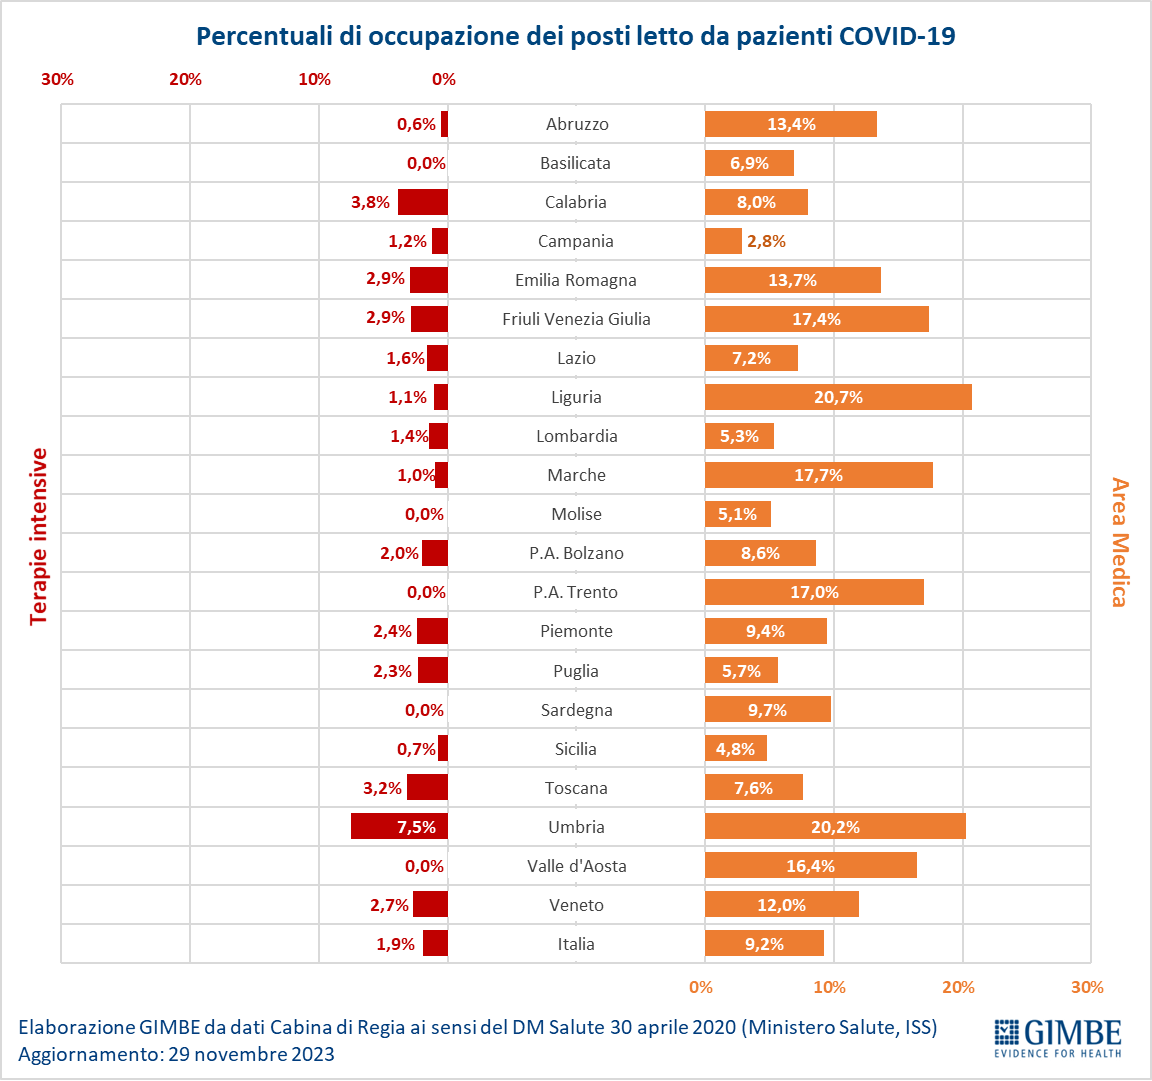 Percentuali di occupazione dei posti letto da pazienti COVID-19
30% 20% 10% 0%
0,6% Abruzzo 13,4%
0,0% Basilicata 6,9%
3,8% Calabria 8,0%
1,2% Campania 2,8%
2,9% Emilia Romagna 13,7%
2,9% Friuli Venezia Giulia 17,4%
1,6% Lazio 7,2%
1,1% Liguria 20,7%
1,4% Lombardia 5,3%
1,0% Marche 17,7%
0,0% Molise 5,1%
2,0% P.A. Bolzano 8,6%
0,0% P.A. Trento 17,0%
2,4% Piemonte 9,4%
2,3% Puglia 5,7%
0,0% Sardegna 9,7%
0,7% Sicilia 4,8%
3,2% Toscana 7,6%
7,5% Umbria 20,2%
0,0% Valle d'Aosta 16,4%
2,7% Veneto 12,0%
1,9% Italia 9,2%
Terapie intensive
Area Medica
0% 10% 20% 30%
Elaborazione GIMBE da dati Cabina di Regia ai sensi del DM Salute 30 aprile 2020 (Ministero Salute, ISS)
Aggiornamento: 29 novembre 2023
GIMBE
EVIDENCE FOR HEALTH